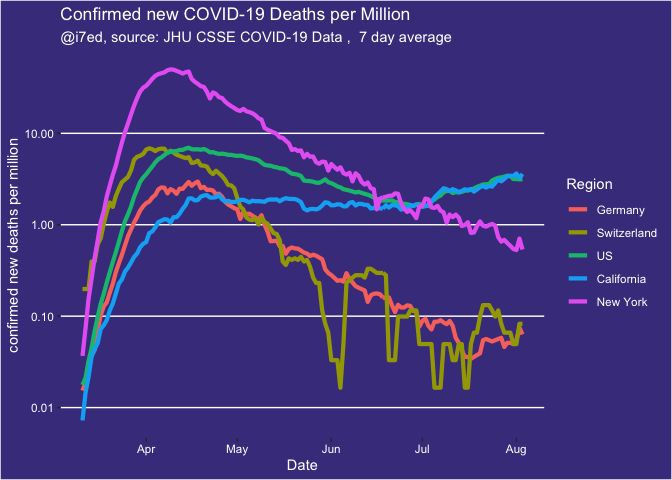 Confirmed new COVID-19 Deaths per Million
@i7ed, source: JHU CSSE COVID-19 Data , 7 day average
confirmed new deaths per million
10.00
1.00
0.10
0.01
Apr May Jun Jul Aug
Date
Region
Germany
Switzerland
US
California
New York